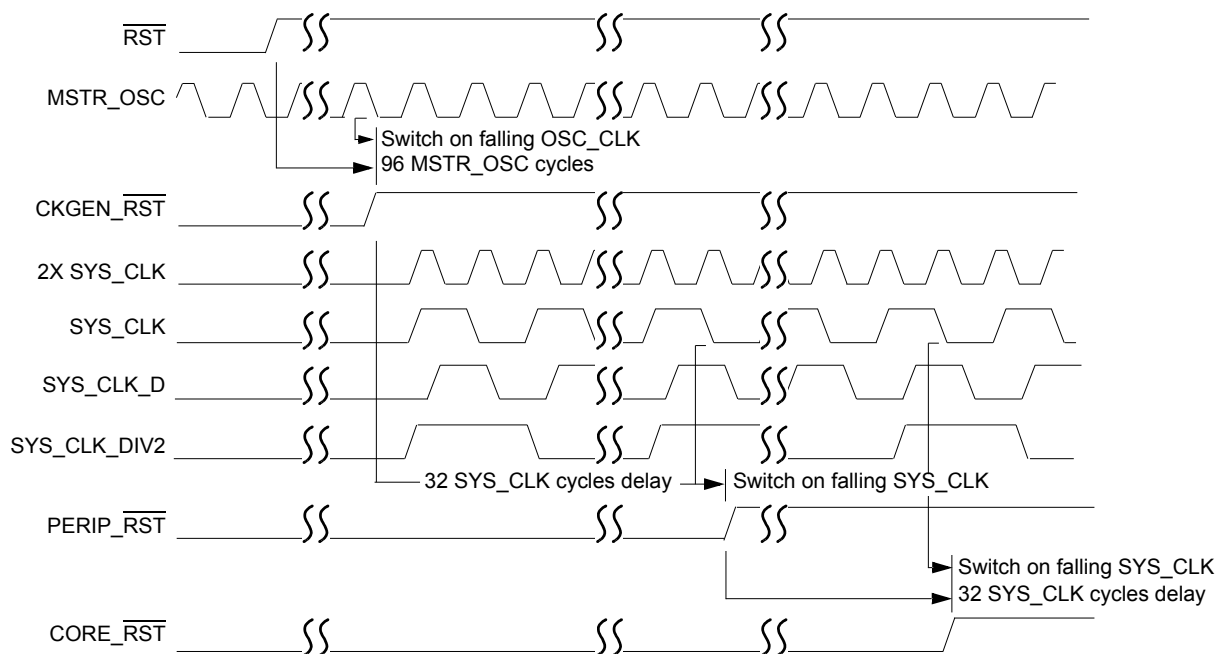 RST
MSTR_OSC
Switch on falling OSC_CLK
96 MSTR_OSC cycles
CKGEN_RST
2X SYS_CLK
SYS_CLK
SYS_CLK_D
SYS_CLK_DIV2
32 SYS_CLK cycles delay
Switch on falling SYS_CLK
PERIP_RST
Switch on falling SYS_CLK
32 SYS_CLK cycles delay
CORE_RST